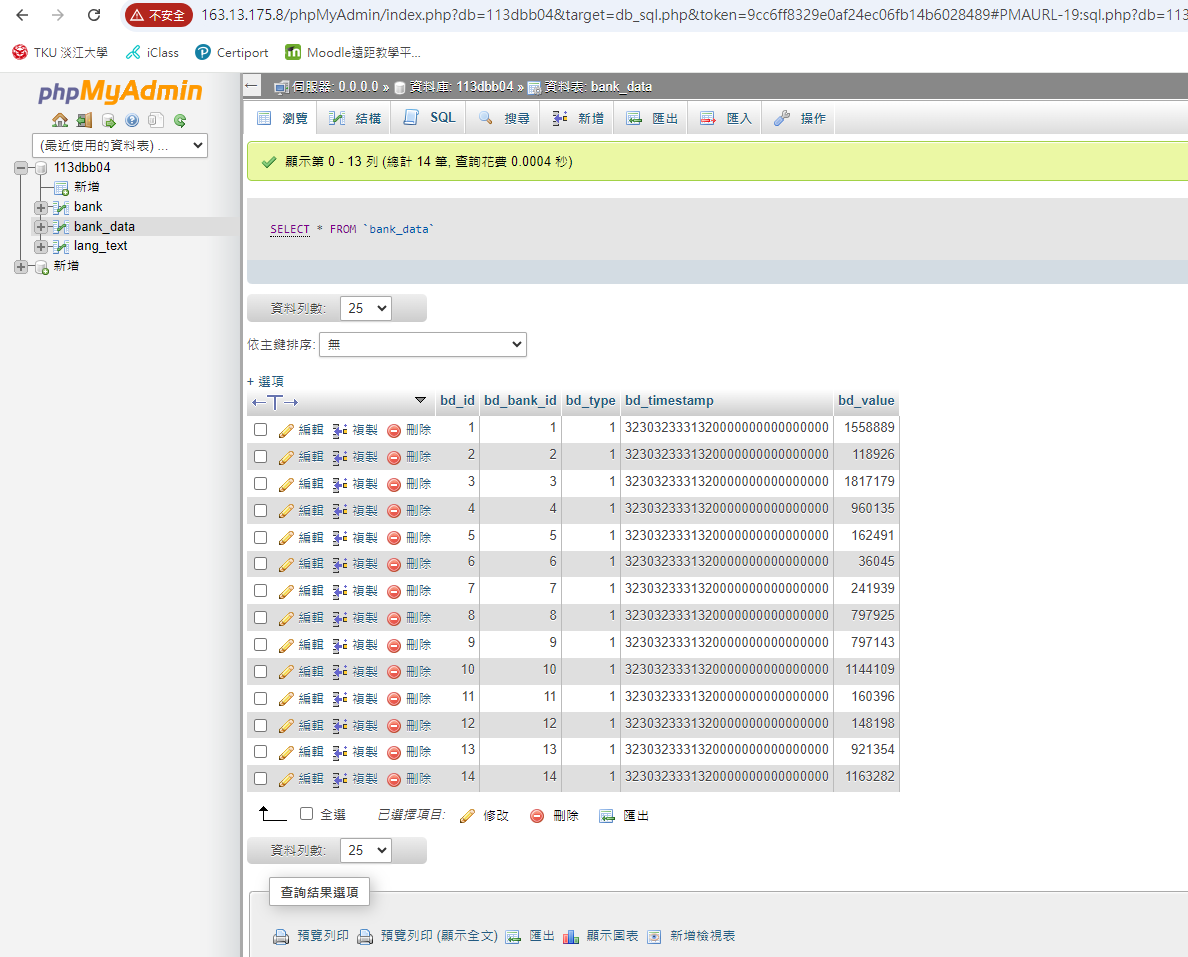 不安全
163.13.175.8/phpMyAdmin/index.php?db=113dbb04&target=db_sql.php&token=9cc6ff8329e0af24ec06fb14b6028489#PMAURL-19:sql.php?db=113
TKU 淡江大學 iClass Certiport Moodle遠距教學平...
phpMyAdmin
(最近使用的資料表) ...
113dbb04
新增
bank
bank_data
lang_text
新增
伺服器: 0.0.0.0 » 資料庫: 113dbb04 » 資料表: bank_data
瀏覽 結構 SQL 搜尋 新增 匯出 匯入 操作
顯示第 0 - 13 列 (總計 14 筆, 查詢花費 0.0004 秒)
SELECT * FROM `bank_data`
資料列數: 25
依主鍵排序: 無
+ 選項
←T→ bd_id bd_bank_id bd_type bd_timestamp bd_value
編輯 複製 刪除 1 1 1 3230323331320000000000000000 1558889
編輯 複製 刪除 2 2 1 3230323331320000000000000000 118926
編輯 複製 刪除 3 3 1 3230323331320000000000000000 1817179
編輯 複製 刪除 4 4 1 3230323331320000000000000000 960135
編輯 複製 刪除 5 5 1 3230323331320000000000000000 162491
編輯 複製 刪除 6 6 1 3230323331320000000000000000 36045
編輯 複製 刪除 7 7 1 3230323331320000000000000000 241939
編輯 複製 刪除 8 8 1 3230323331320000000000000000 797925
編輯 複製 刪除 9 9 1 3230323331320000000000000000 797143
編輯 複製 刪除 10 10 1 3230323331320000000000000000 1144109
編輯 複製 刪除 11 11 1 3230323331320000000000000000 160396
編輯 複製 刪除 12 12 1 3230323331320000000000000000 148198
編輯 複製 刪除 13 13 1 3230323331320000000000000000 921354
編輯 複製 刪除 14 14 1 3230323331320000000000000000 1163282
全選 已選擇項目: 修改 刪除 匯出
資料列數: 25
查詢結果選項
預覽列印 預覽列印 (顯示全文) 匯出 顯示圖表 新增檢視表